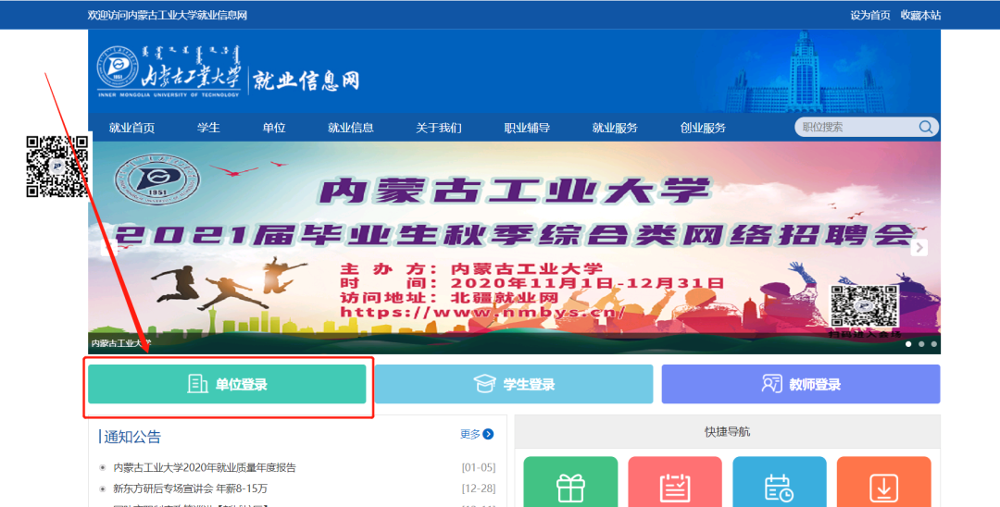 欢迎访问内蒙古工业大学就业信息网
设为首页 收藏本站
1951
内蒙古工业大学
INNER MONGOLIA UNIVERSITY OF TECHNOLOGY
就业信息网
就业首页 学生 单位 就业信息 关于我们 职业辅导 就业服务 创业服务
职位搜索
1951
内蒙古工业大学
2021届毕业生秋季综合类网络招聘会
主 办 方：内蒙古工业大学
时 间：2020年11月1日-12月31日
访问地址：北疆就业网
https://www.nmbys.cn/
扫码进入会场
内蒙古工业大学
单位登录
学生登录
教师登录
通知公告
更多
快捷导航
内蒙古工业大学2020年就业质量年度报告 [01-05]
新东方研后专场宣讲会 年薪8-15万 [12-28]